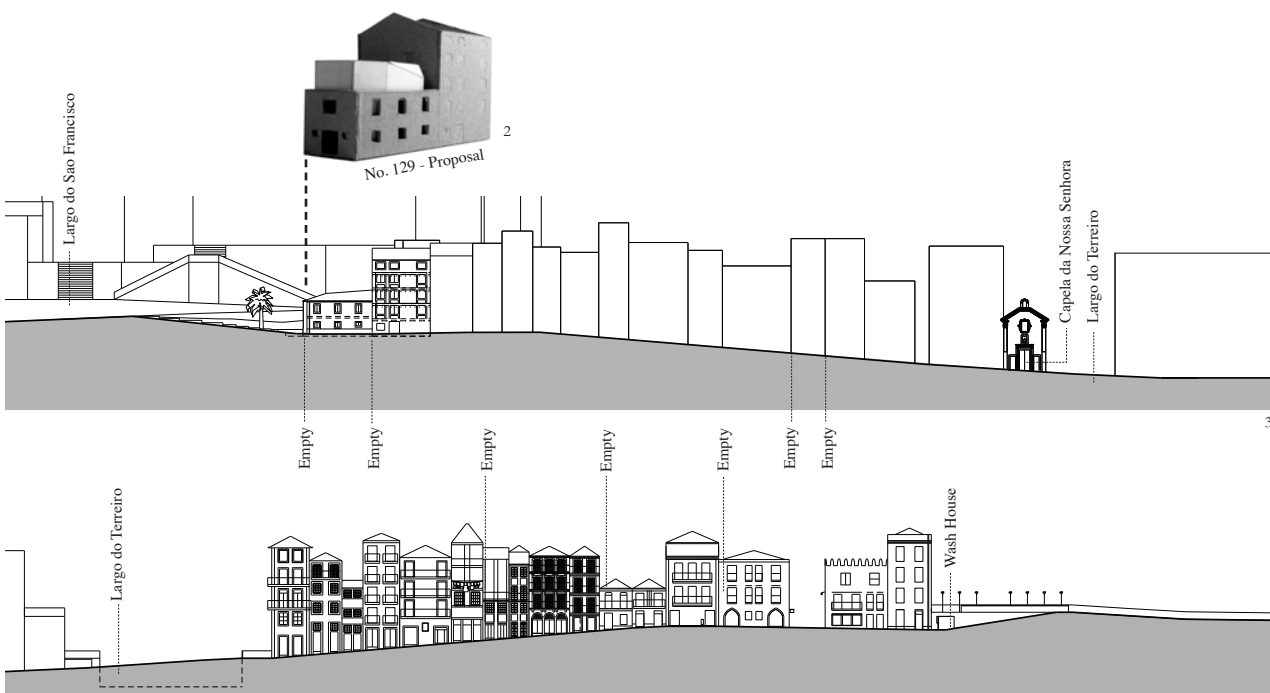 2
No. 129 - Proposal
Largo do Sao Francisco
Capela da Nossa Senhora
Largo do Terreiro
3
Empty
Empty
Empty
Empty
Empty
Empty
Empty
Largo do Terreiro
Wash House